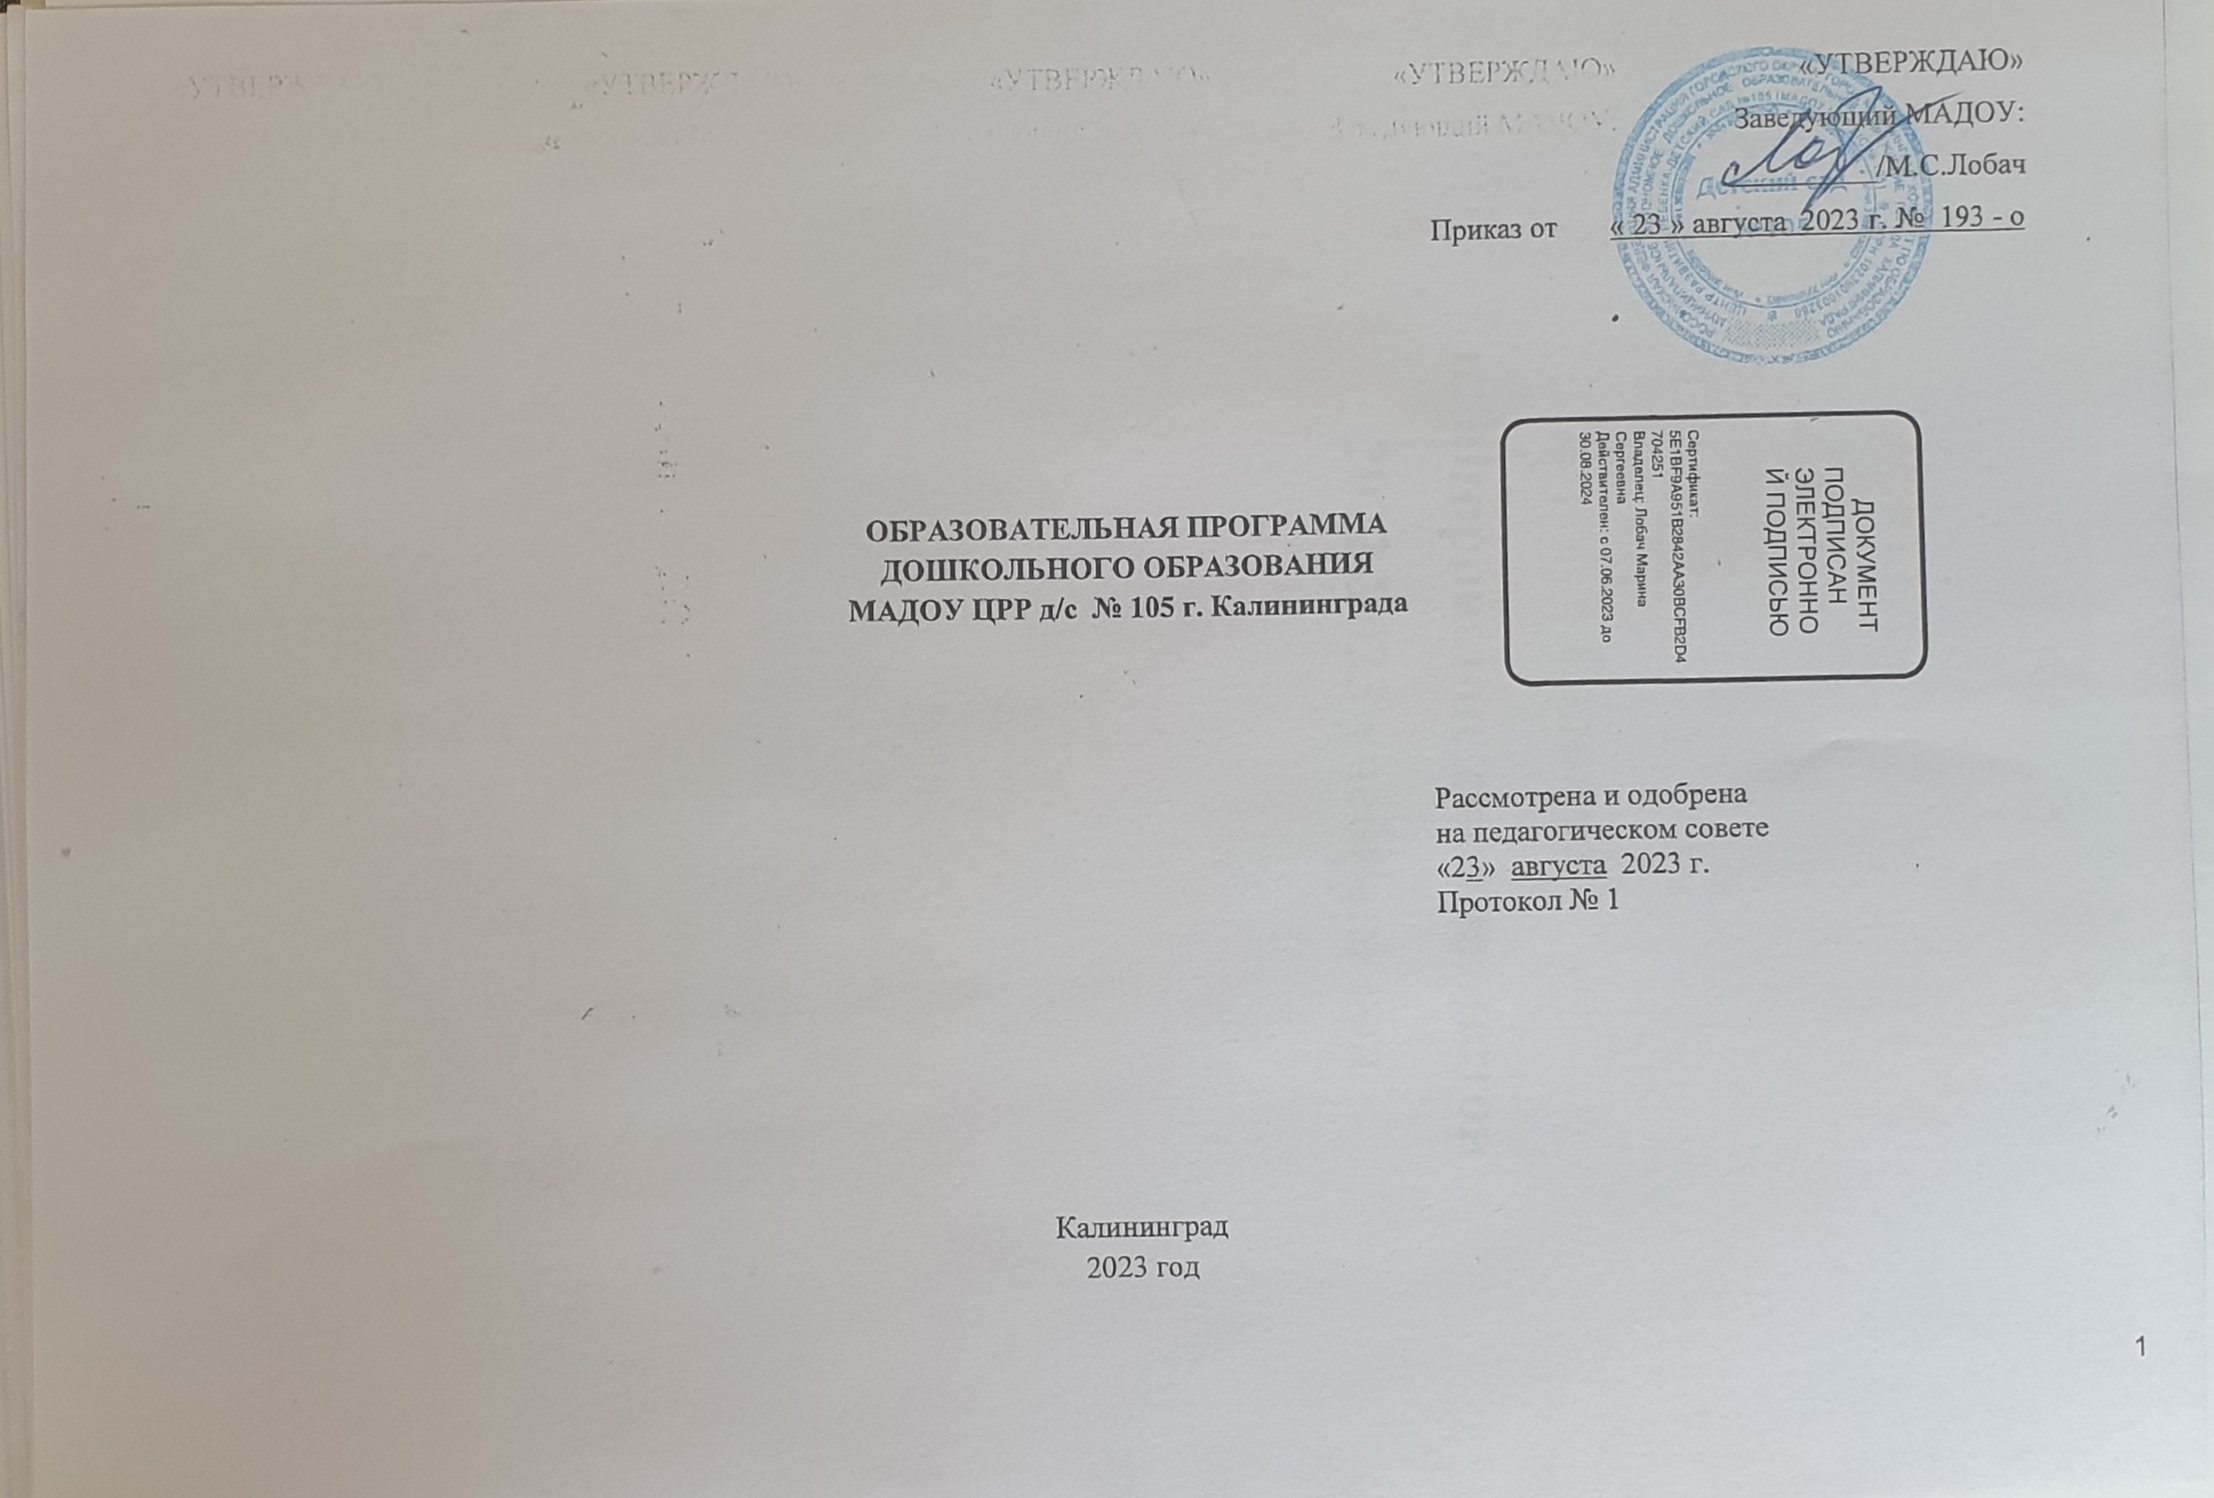 «УТВЕРЖДАЮ»
Заведующий МАДОУ:
/М.С.Лобач
Приказ от « 23 » августа 2023 г. № 193 - о
ДОКУМЕНТ
ПОДПИСАН
ЭЛЕКТРОННО
Й ПОДПИСЬЮ
Сертификат:
5E1BF9A951B2842AA30BCFB2D4
704251
Владелец: Лобач Марина
Сергеевна
Действителен: с 07.06.2023 до
30.08.2024
ОБРАЗОВАТЕЛЬНАЯ ПРОГРАММА
ДОШКОЛЬНОГО ОБРАЗОВАНИЯ
МАДОУ ЦРР д/с № 105 г. Калининграда
Рассмотрена и одобрена
на педагогическом совете
«23» августа 2023 г.
Протокол № 1
Калининград
2023 год
1